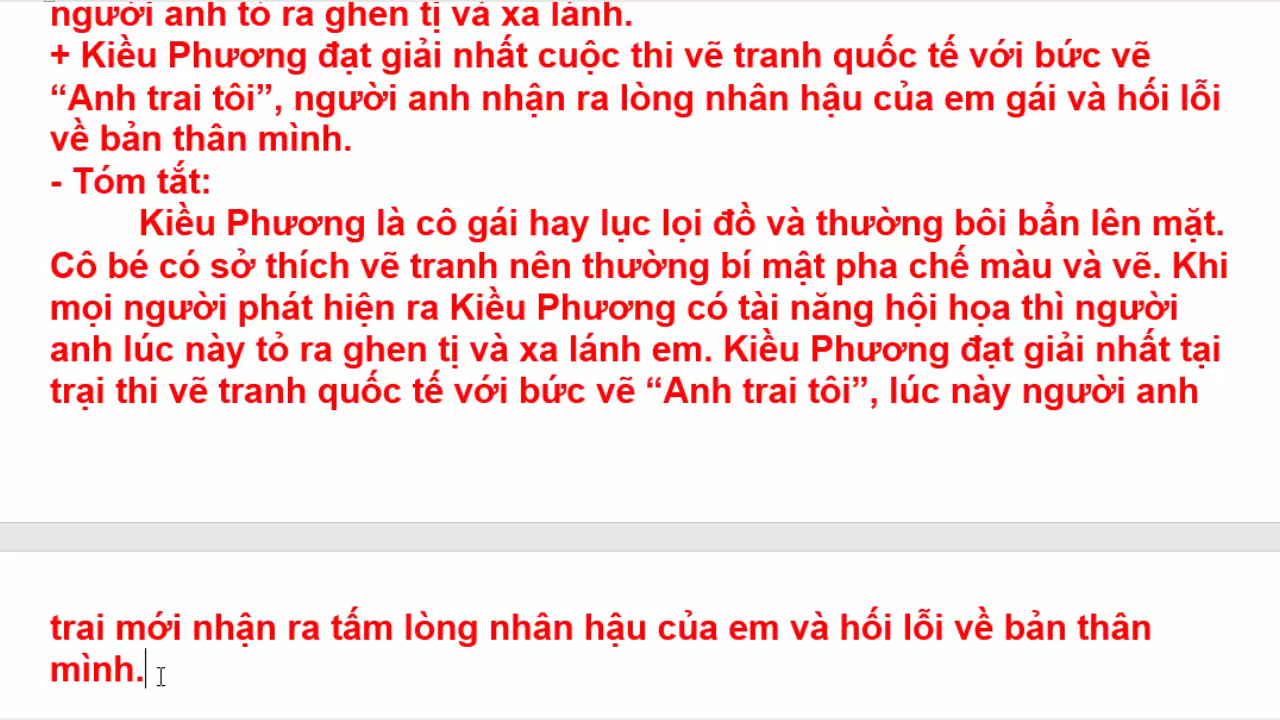 người anh tỏ ra ghen tị và xa lánh.
+ Kiều Phương đạt giải nhất cuộc thi vẽ tranh quốc tế với bức vẽ
“Anh trai tôi”, người anh nhận ra lòng nhân hậu của em gái và hối lỗi
về bản thân mình.
- Tóm tắt:
Kiều Phương là cô gái hay lục lọi đồ và thường bôi bẩn lên mặt.
Cô bé có sở thích vẽ tranh nên thường bí mật pha chế màu và vẽ. Khi
mọi người phát hiện ra Kiều Phương có tài năng hội họa thì người
anh lúc này tỏ ra ghen tị và xa lánh em. Kiều Phương đạt giải nhất tại
trại thi vẽ tranh quốc tế với bức vẽ “Anh trai tôi”, lúc này người anh
trai mới nhận ra tấm lòng nhân hậu của em và hối lỗi về bản thân
mình.